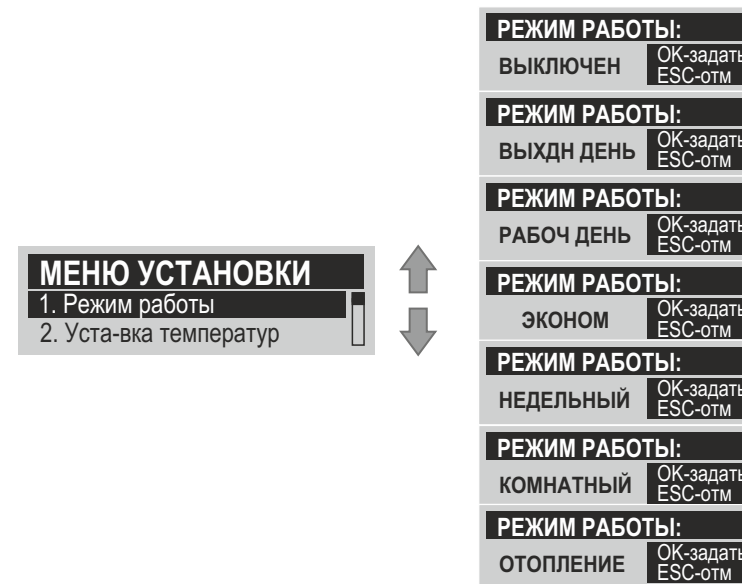 МЕНЮ УСТАНОВКИ
1. Режим работы
2. Уста-вка температур
РЕЖИМ РАБОТЫ:
ВЫКЛЮЧЕН
OK-задать
ESC-отм
РЕЖИМ РАБОТЫ:
ВЫХДН ДЕНЬ
OK-задать
ESC-отм
РЕЖИМ РАБОТЫ:
РАБОЧ ДЕНЬ
OK-задать
ESC-отм
РЕЖИМ РАБОТЫ:
ЭКОНОМ
OK-задать
ESC-отм
РЕЖИМ РАБОТЫ:
НЕДЕЛЬНЫЙ
OK-задать
ESC-отм
РЕЖИМ РАБОТЫ:
КОМНАТНЫЙ
OK-задать
ESC-отм
РЕЖИМ РАБОТЫ:
ОТОПЛЕНИЕ
OK-задать
ESC-отм